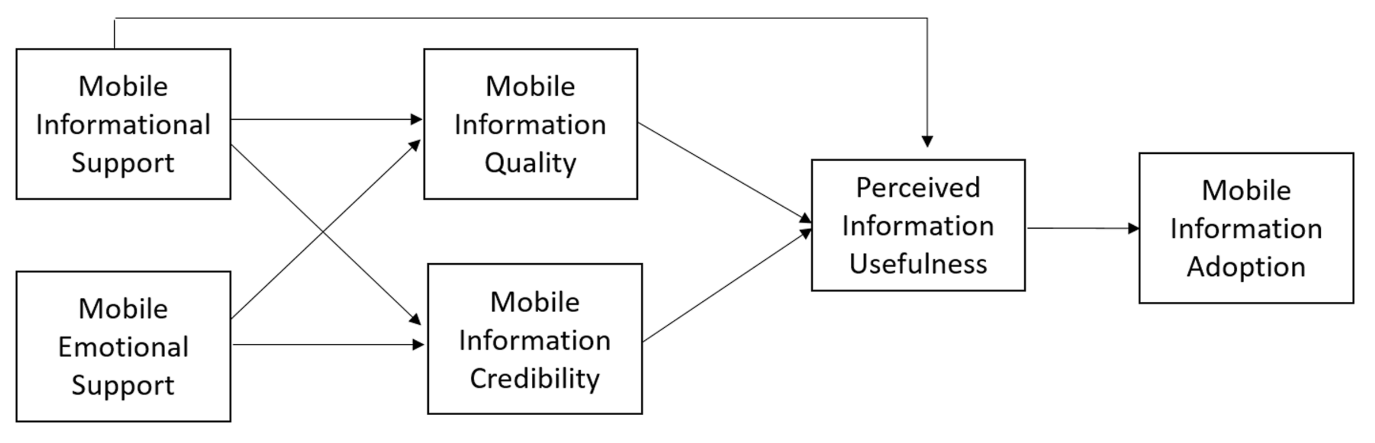 Mobile
Informational
Support
Mobile
Information
Quality
Perceived
Information
Usefulness
Mobile
Information
Adoption
Mobile
Emotional
Support
Mobile
Information
Credibility